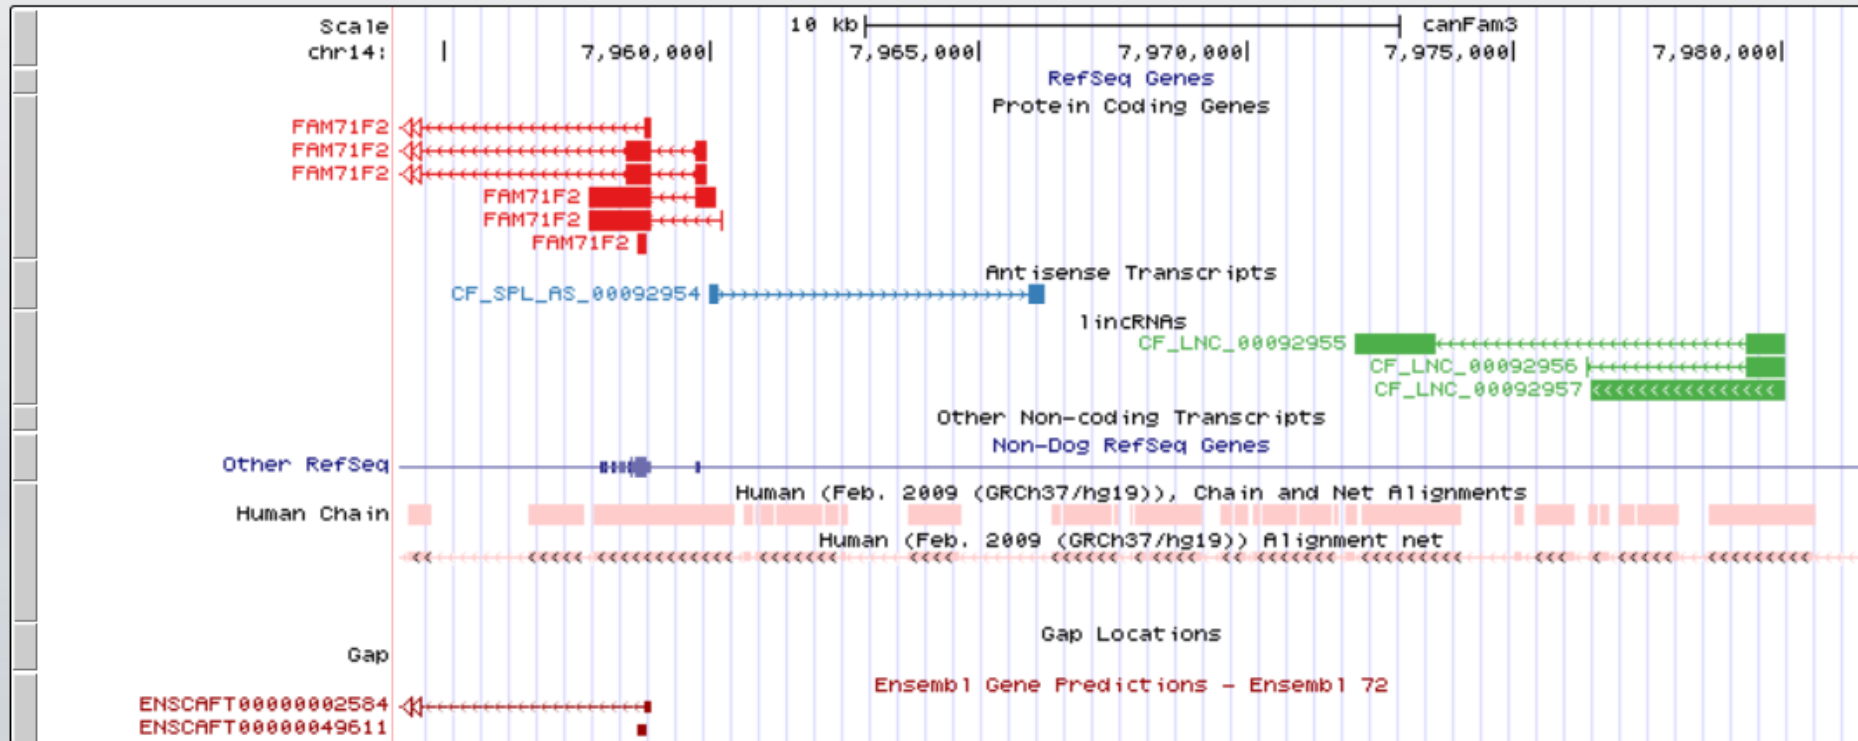 Scale 10 kb canFam3
chr14: 7,960,000 7,965,000 7,970,000 7,975,000 7,980,000
RefSeq Genes
Protein Coding Genes
FAM71F2
FAM71F2
FAM71F2
FAM71F2
FAM71F2
FAM71F2
Antisense Transcripts
CF_SPL_AS_00092954
lincRNAs
CF_LNC_00092955
CF_LNC_00092956
CF_LNC_00092957
Other Non-coding Transcripts
Non-Dog RefSeq Genes
Other RefSeq
Human (Feb. 2009 (GRCh37/hg19)), Chain and Net Alignments
Human Chain
Human (Feb. 2009 (GRCh37/hg19)) Alignment net
Gap Locations
Gap
Ensembl Gene Predictions - Ensembl 72
ENSCAFT00000002584
ENSCAFT00000049611